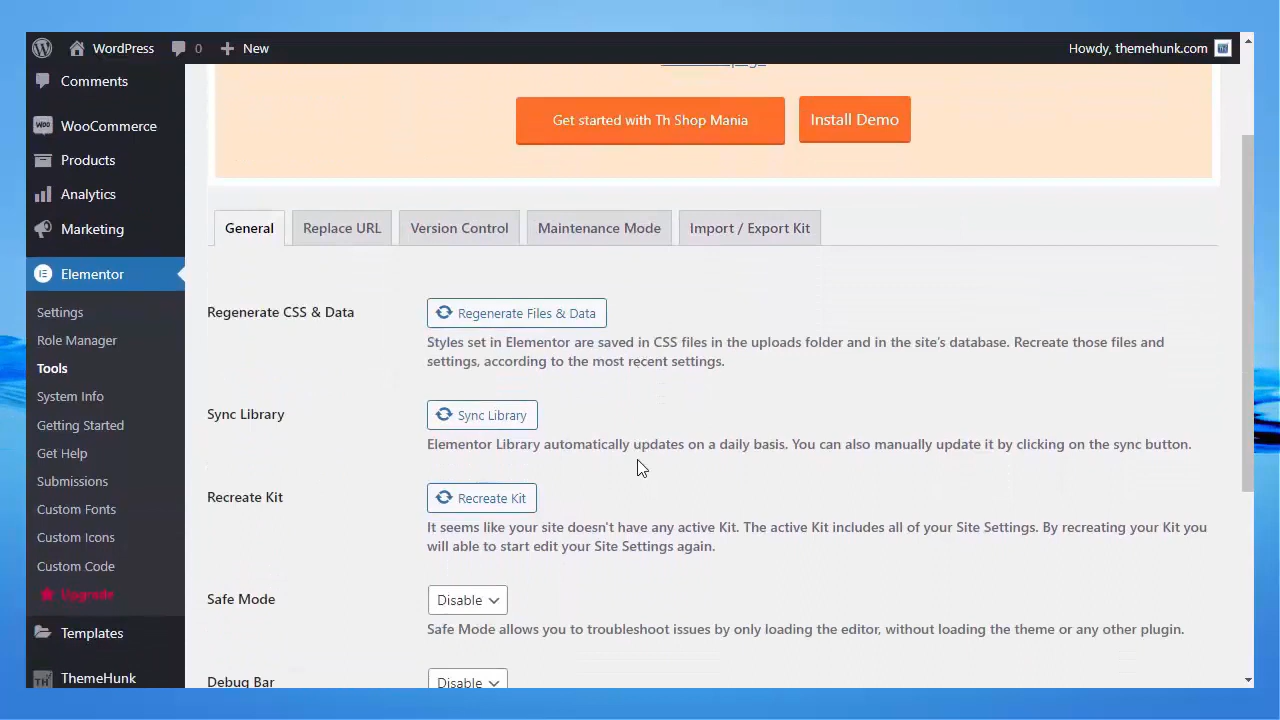 WordPress
0
New
Howdy, themehunk.com
Comments
WooCommerce
Products
Analytics
Marketing
Elementor
Settings
Role Manager
Tools
System Info
Getting Started
Get Help
Submissions
Custom Fonts
Custom Icons
Custom Code
Upgrade
Templates
TH
ThemeHunk
Get started with Th Shop Mania
Install Demo
General
Replace URL
Version Control
Maintenance Mode
Import / Export Kit
Regenerate CSS & Data
Regenerate Files & Data
Styles set in Elementor are saved in CSS files in the uploads folder and in the site's database. Recreate those files and
settings, according to the most recent settings.
Sync Library
Sync Library
Elementor Library automatically updates on a daily basis. You can also manually update it by clicking on the sync button.
Recreate Kit
Recreate Kit
It seems like your site doesn't have any active Kit. The active Kit includes all of your Site Settings. By recreating your Kit you
will able to start edit your Site Settings again.
Safe Mode
Disable
Safe Mode allows you to troubleshoot issues by only loading the editor, without loading the theme or any other plugin.
Debug Bar
Disable